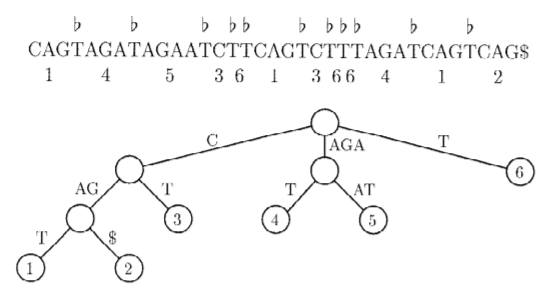 ♭ ♭ ♭ ♭ ♭ ♭ ♭ ♭ ♭ ♭ ♭
CAGTAGATAGAATCTTCAGTCTTTAGATCAGTCAG$
1 4 5 3 6 1 3 6 6 4 1 2
C AGA T
6
AG T T AT
3 4 5
T $
1 2